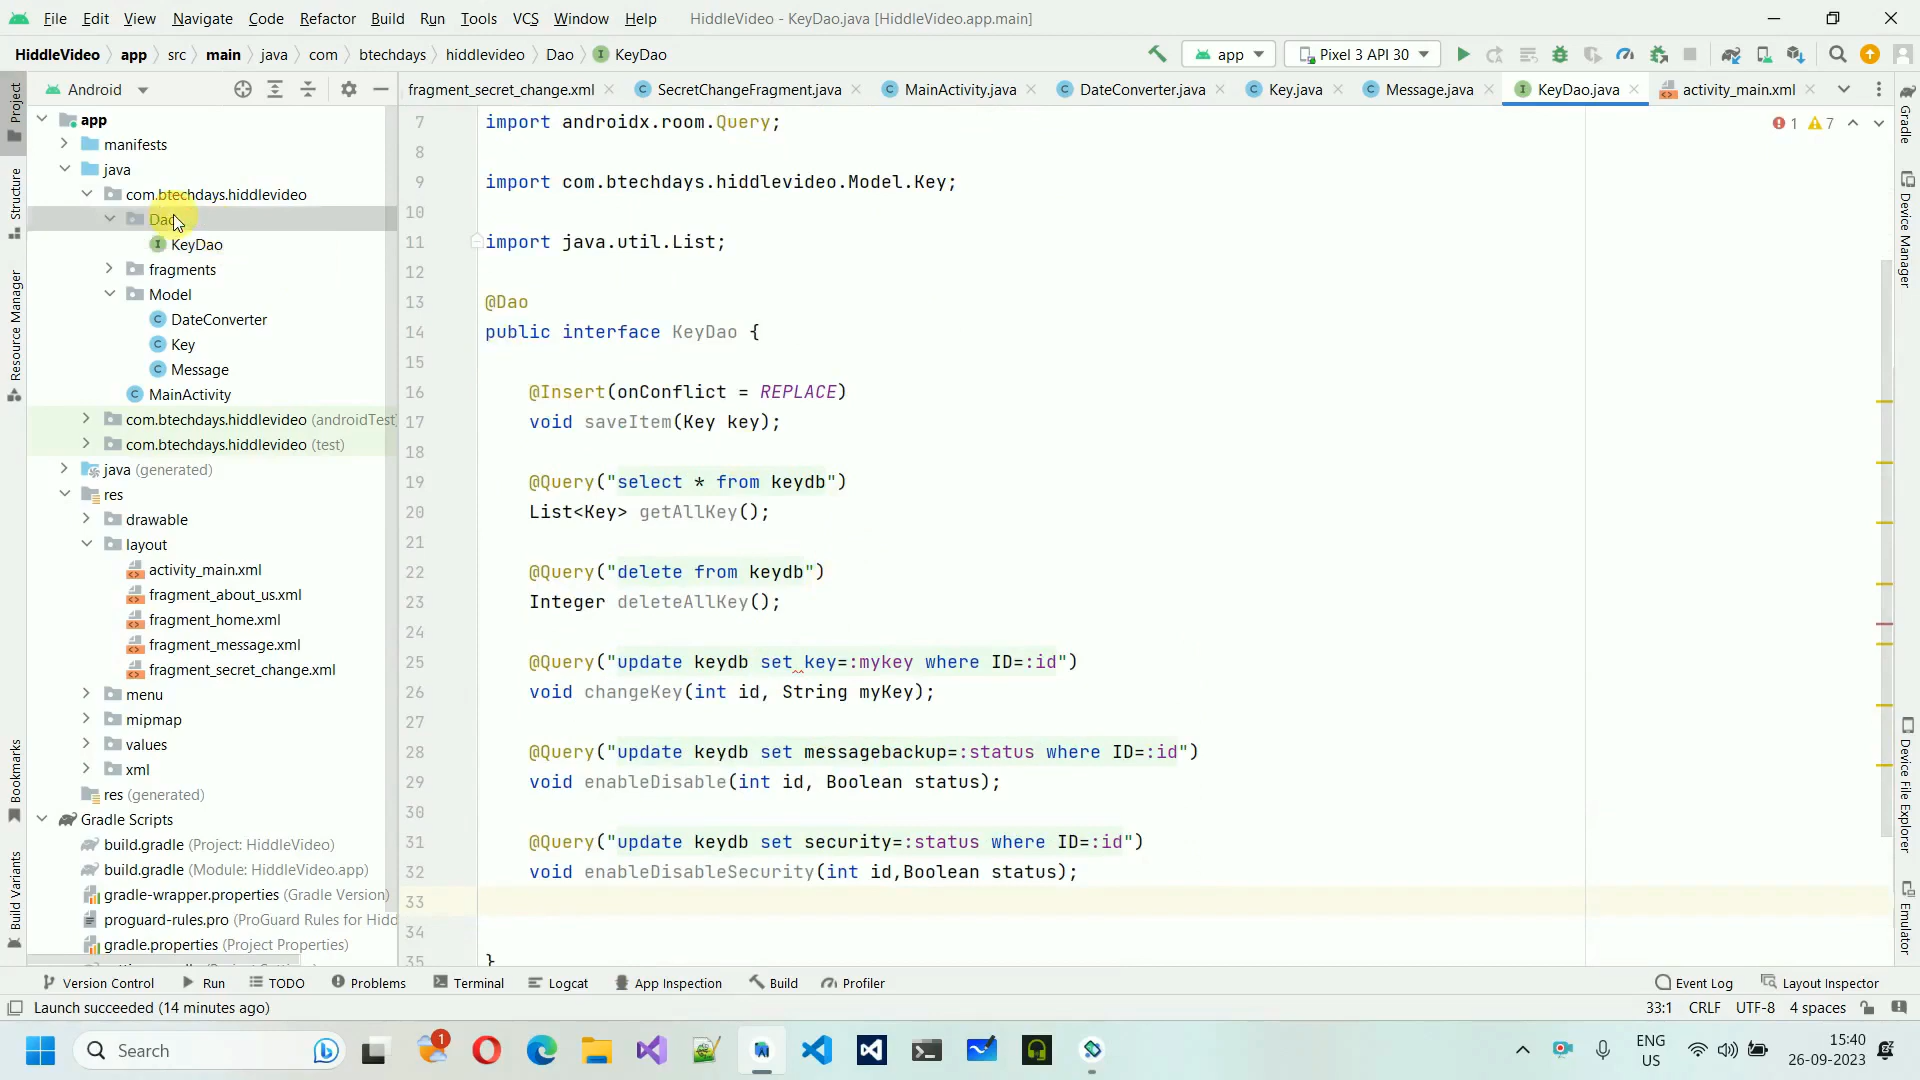 File Edit View Navigate Code Refactor Build Run Tools VCS Window Help HiddleVideo - KeyDao.java [HiddleVideo.app.main]
HiddleVideo app src main java com btechdays hiddlevideo Dao KeyDao app Pixel 3 API 30
Android
fragment_secret_change.xml SecretChangeFragment.java MainActivity.java DateConverter.java Key.java Message.java KeyDao.java activity_main.xml
Project
Structure
Resource Manager
Bookmarks
Build Variants
app
manifests
java
com.btechdays.hiddlevideo
Dao
KeyDao
fragments
Model
DateConverter
Key
Message
MainActivity
com.btechdays.hiddlevideo (androidTest)
com.btechdays.hiddlevideo (test)
java (generated)
res
drawable
layout
activity_main.xml
fragment_about_us.xml
fragment_home.xml
fragment_message.xml
fragment_secret_change.xml
menu
mipmap
values
xml
res (generated)
Gradle Scripts
build.gradle (Project: HiddleVideo)
build.gradle (Module: HiddleVideo.app)
gradle-wrapper.properties (Gradle Version)
proguard-rules.pro (ProGuard Rules for Hidd
gradle.properties (Project Properties)
1 7
7 import androidx.room.Query;
8
9 import com.btechdays.hiddlevideo.Model.Key;
10
11 import java.util.List;
12
13 @Dao
14 public interface KeyDao {
15
16 @Insert(onConflict = REPLACE)
17 void saveItem(Key key);
18
19 @Query("select * from keydb")
20 List<Key> getAllKey();
21
22 @Query("delete from keydb")
23 Integer deleteAllKey();
24
25 @Query("update keydb set key=:mykey where ID=:id")
26 void changeKey(int id, String myKey);
27
28 @Query("update keydb set messagebackup=:status where ID=:id")
29 void enableDisable(int id, Boolean status);
30
31 @Query("update keydb set security=:status where ID=:id")
32 void enableDisableSecurity(int id,Boolean status);
33
34
35 }
Gradle
Device Manager
Device File Explorer
Emulator
Version Control Run TODO Problems Terminal Logcat App Inspection Build Profiler Event Log Layout Inspector
Launch succeeded (14 minutes ago) 33:1 CRLF UTF-8 4 spaces
Search 1 ENG US 15:40 26-09-2023